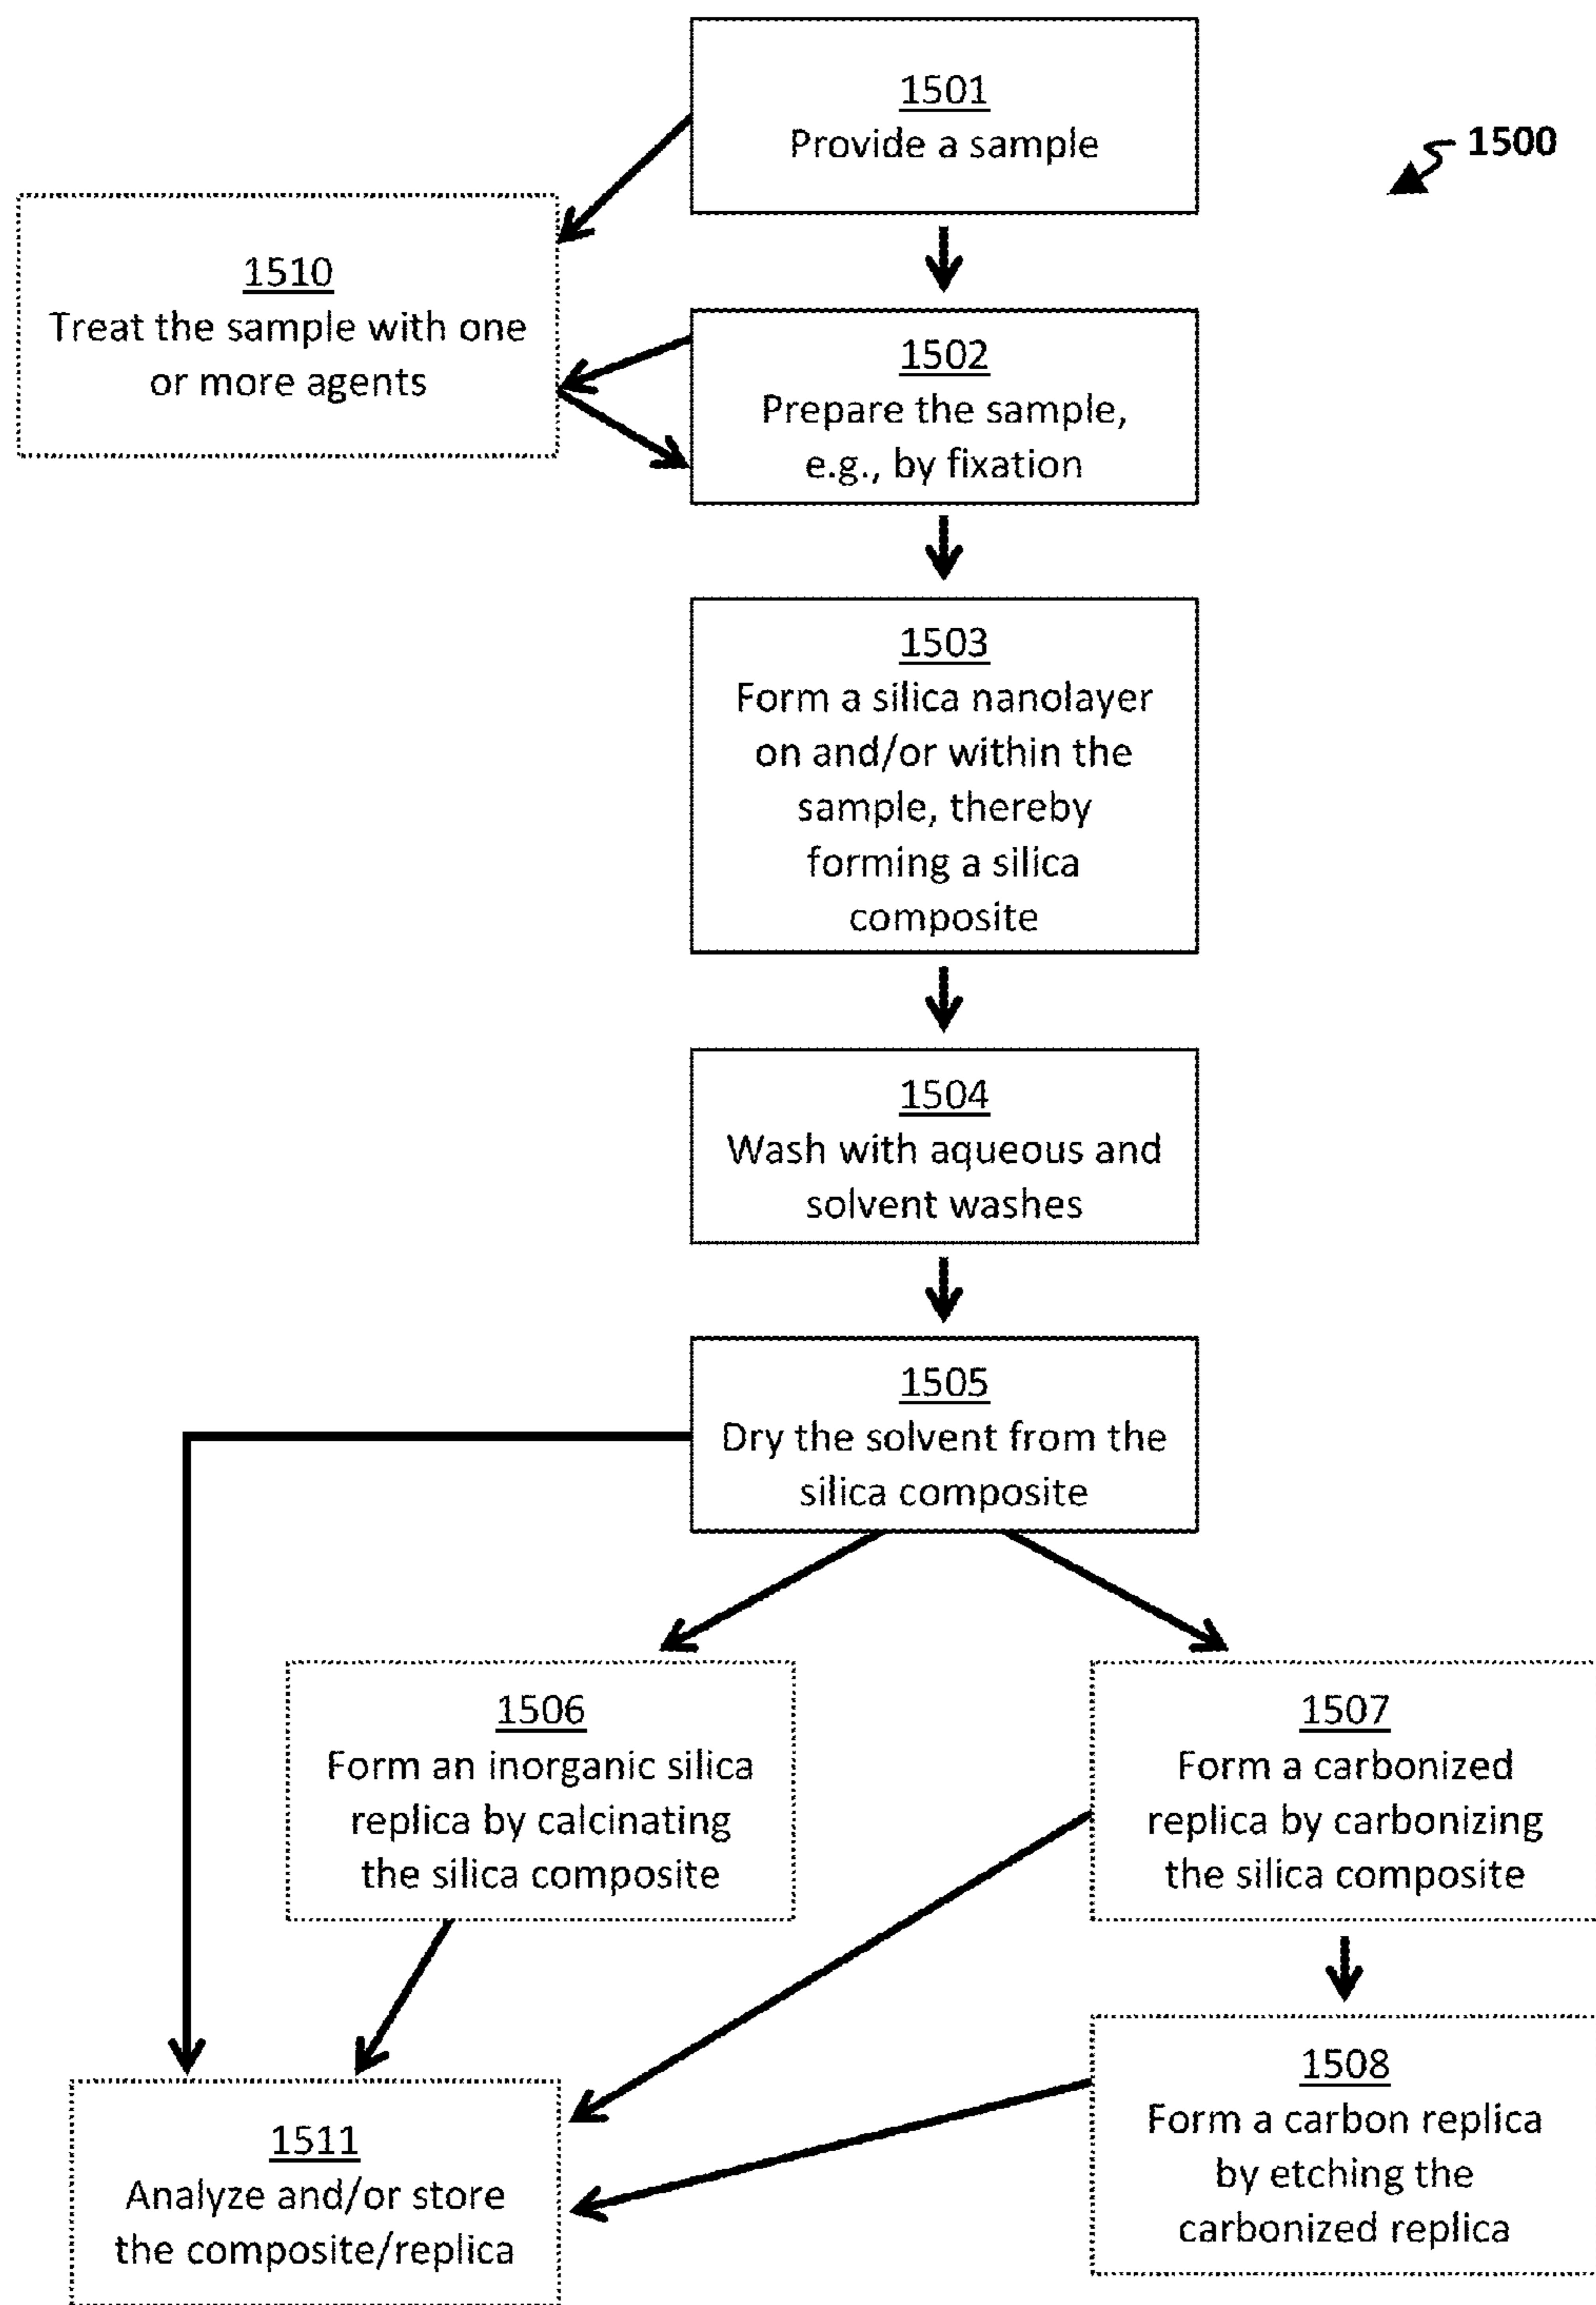 1501
Provide a sample
1500
1510
Treat the sample with one
or more agents
1502
Prepare the sample,
e.g., by fixation
1503
Form a silica nanolayer
on and/or within the
sample, thereby
forming a silica
composite
1504
Wash with aqueous and
solvent washes
1505
Dry the solvent from the
silica composite
1506
Form an inorganic silica
replica by calcinating
the silica composite
1507
Form a carbonized
replica by carbonizing
the silica composite
1508
Form a carbon replica
by etching the
carbonized replica
1511
Analyze and/or store
the composite/replica